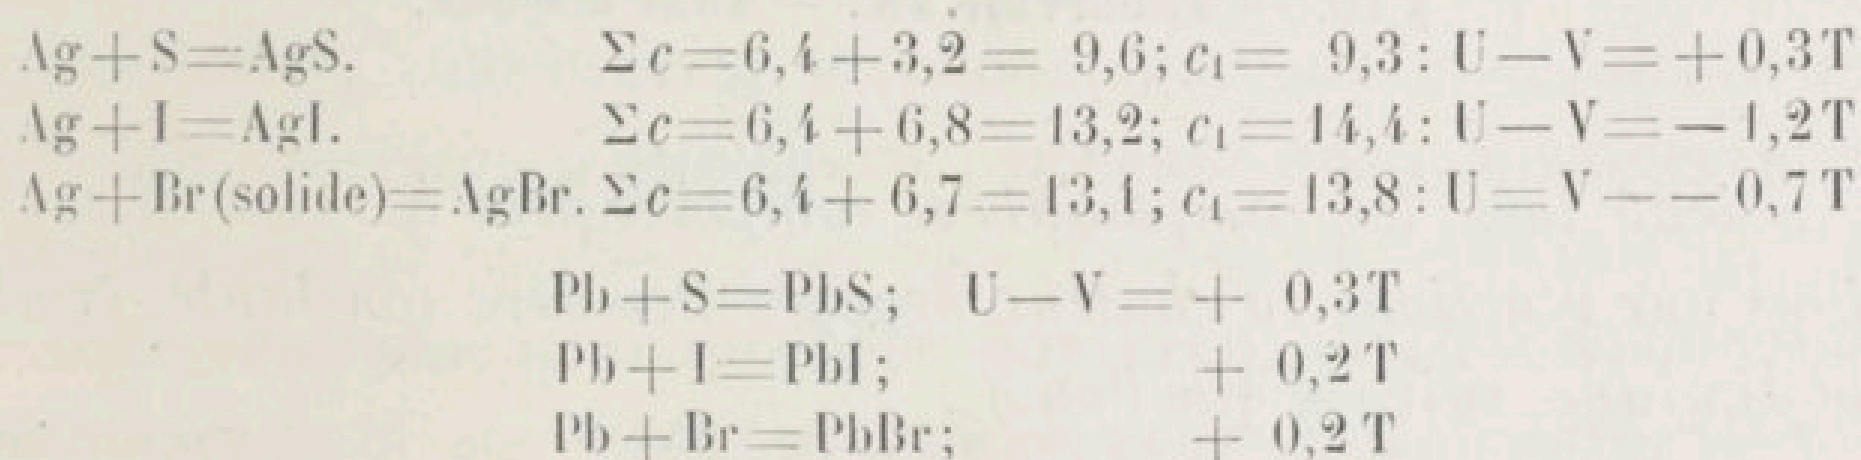 Ag + S = AgS. Σc = 6,4 + 3,2 = 9,6; c₁ = 9,3 : U — V = + 0,3 T
Ag + I = AgI. Σc = 6,4 + 6,8 = 13,2; c₁ = 14,4 : U — V = — 1,2 T
Ag + Br (solide) = AgBr. Σc = 6,4 + 6,7 = 13,1; c₁ = 13,8 : U = V — — 0,7 T
Pb + S = PbS; U — V = + 0,3 T
Pb + I = PbI; + 0,2 T
Pb + Br = PbBr; + 0,2 T